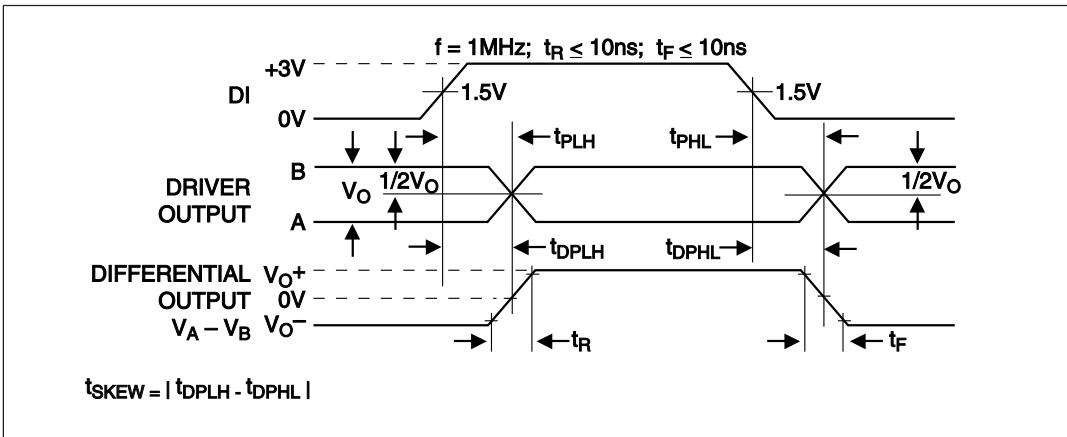 f = 1MHz; tR ≤ 10ns; tF ≤ 10ns
+3V
DI
1.5V
1.5V
0V
tPLH
tPHL
B
DRIVER
OUTPUT
VO
1/2VO
1/2VO
A
tDPLH
tDPHL
DIFFERENTIAL
OUTPUT
VA – VB
VO+
0V
VO–
tR
tF
tSKEW = | tDPLH - tDPHL |